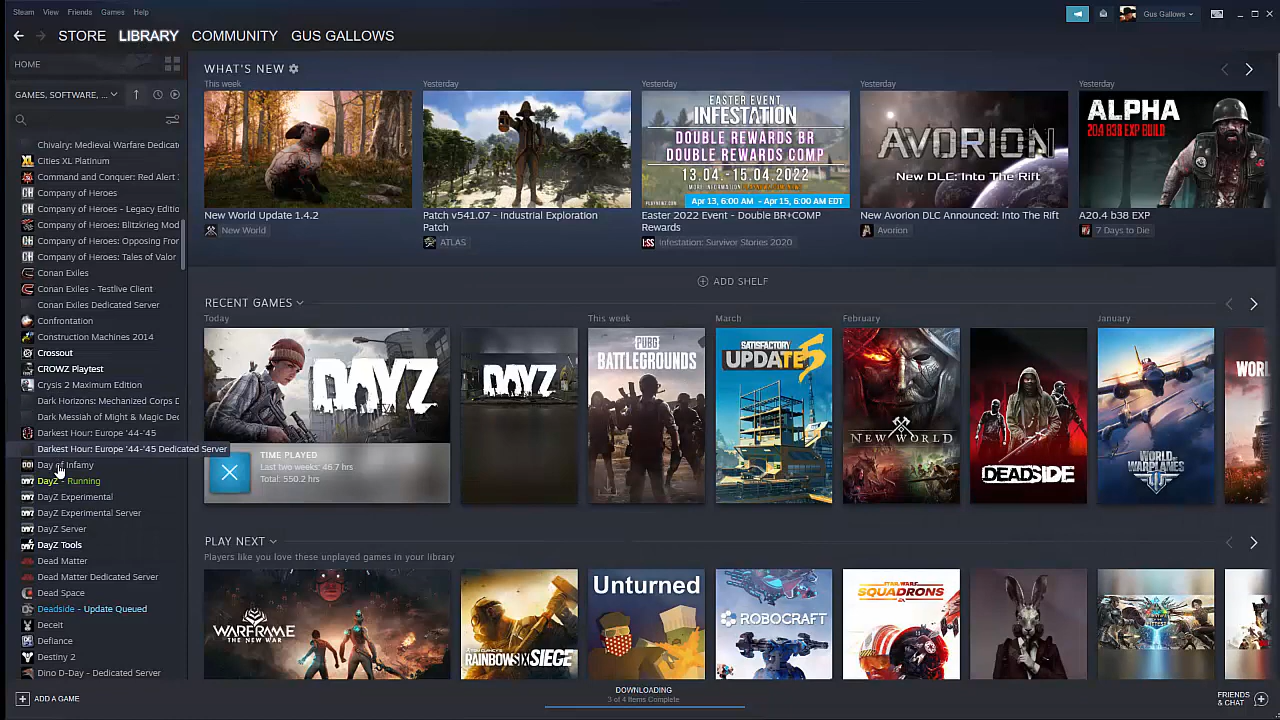 Steam View Friends Games Help
Gus Gallows
STORE LIBRARY COMMUNITY GUS GALLOWS
HOME
GAMES, SOFTWARE, ...
Chivalry: Medieval Warfare Dedicate
Cities XL Platinum
Command and Conquer: Red Alert
Company of Heroes
Company of Heroes - Legacy Editio
Company of Heroes: Blitzkrieg Mod
Company of Heroes: Opposing Fron
Company of Heroes: Tales of Valor
Conan Exiles
Conan Exiles - Testlive Client
Conan Exiles Dedicated Server
Confrontation
Construction Machines 2014
Crossout
CROWZ Playtest
Crysis 2 Maximum Edition
Dark Horizons: Mechanized Corps D
Dark Messiah of Might & Magic Dec
Darkest Hour: Europe '44-'45
Darkest Hour: Europe '44-'45 Dedicated Server
Day of Infamy
DayZ - Running
DayZ Experimental
DayZ Experimental Server
DayZ Server
DayZ Tools
Dead Matter
Dead Matter Dedicated Server
Dead Space
Deadside - Update Queued
Deceit
Defiance
Destiny 2
Dino D-Day - Dedicated Server
ADD A GAME
WHAT'S NEW
This week
New World Update 1.4.2
New World
Yesterday
Patch v541.07 - Industrial Exploration
Patch
ATLAS
Yesterday
EASTER EVENT
INFESTATION
DOUBLE REWARDS BR
DOUBLE REWARDS COMP
13.04.-15.04.2022
Apr 13, 6:00 AM - Apr 15, 6:00 AM EDT
Easter 2022 Event - Double BR+COMP
Rewards
Infestation: Survivor Stories 2020
Yesterday
AVORION
New DLC: Into The Rift
New Avorion DLC Announced: Into The Rift
Avorion
Yesterday
ALPHA
20.4 B38 EXP BUILD
A20.4 b38 EXP
7 Days to Die
ADD SHELF
RECENT GAMES
Today
DAYZ
TIME PLAYED
Last two weeks: 46.7 hrs
Total: 550.2 hrs
DAYZ
This week
PUBG
BATTLEGROUNDS
March
SATISFACTORY
UPDATE 5
February
NEW WORLD
DEADSIDE
January
WORLD OF
WARPLANES
WORL
PLAY NEXT
Players like you love these unplayed games in your library
WARFRAME
THE NEW WAR
RAINBOW SIX SIEGE
Unturned
ROBOCRAFT
STAR WARS
SQUADRONS
DOWNLOADING
3 of 4 Items Complete
FRIENDS
& CHAT